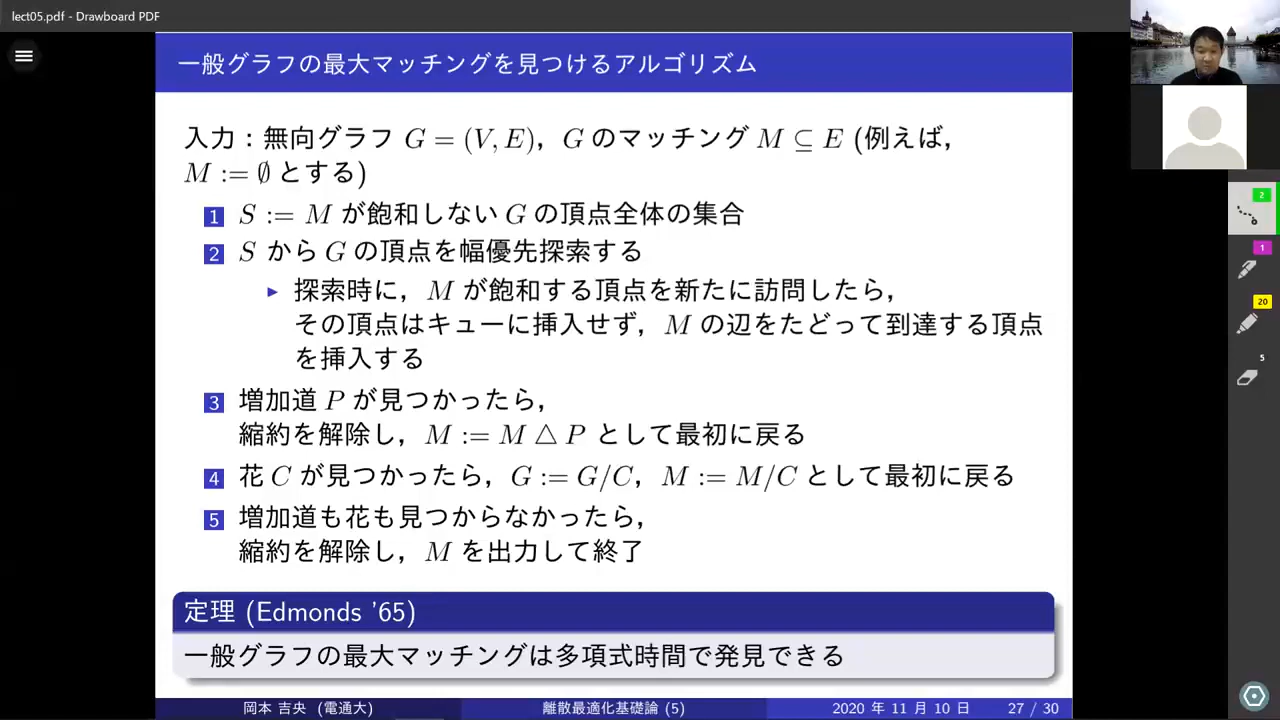 lect05.pdf - Drawboard PDF
一般グラフの最大マッチングを見つけるアルゴリズム
入力：無向グラフ G = (V, E)，G のマッチング M ⊆ E (例えば，
M := ∅ とする)
1 S := M が飽和しない G の頂点全体の集合
2 S から G の頂点を幅優先探索する
▶ 探索時に，M が飽和する頂点を新たに訪問したら，
その頂点はキューに挿入せず，M の辺をたどって到達する頂点
を挿入する
3 増加道 P が見つかったら，
縮約を解除し，M := M △ P として最初に戻る
4 花 C が見つかったら，G := G/C，M := M/C として最初に戻る
5 増加道も花も見つからなかったら，
縮約を解除し，M を出力して終了
定理 (Edmonds ’65)
一般グラフの最大マッチングは多項式時間で発見できる
岡本 吉央 (電通大) 離散最適化基礎論 (5) 2020 年 11 月 10 日 27 / 30
2
1
20
5